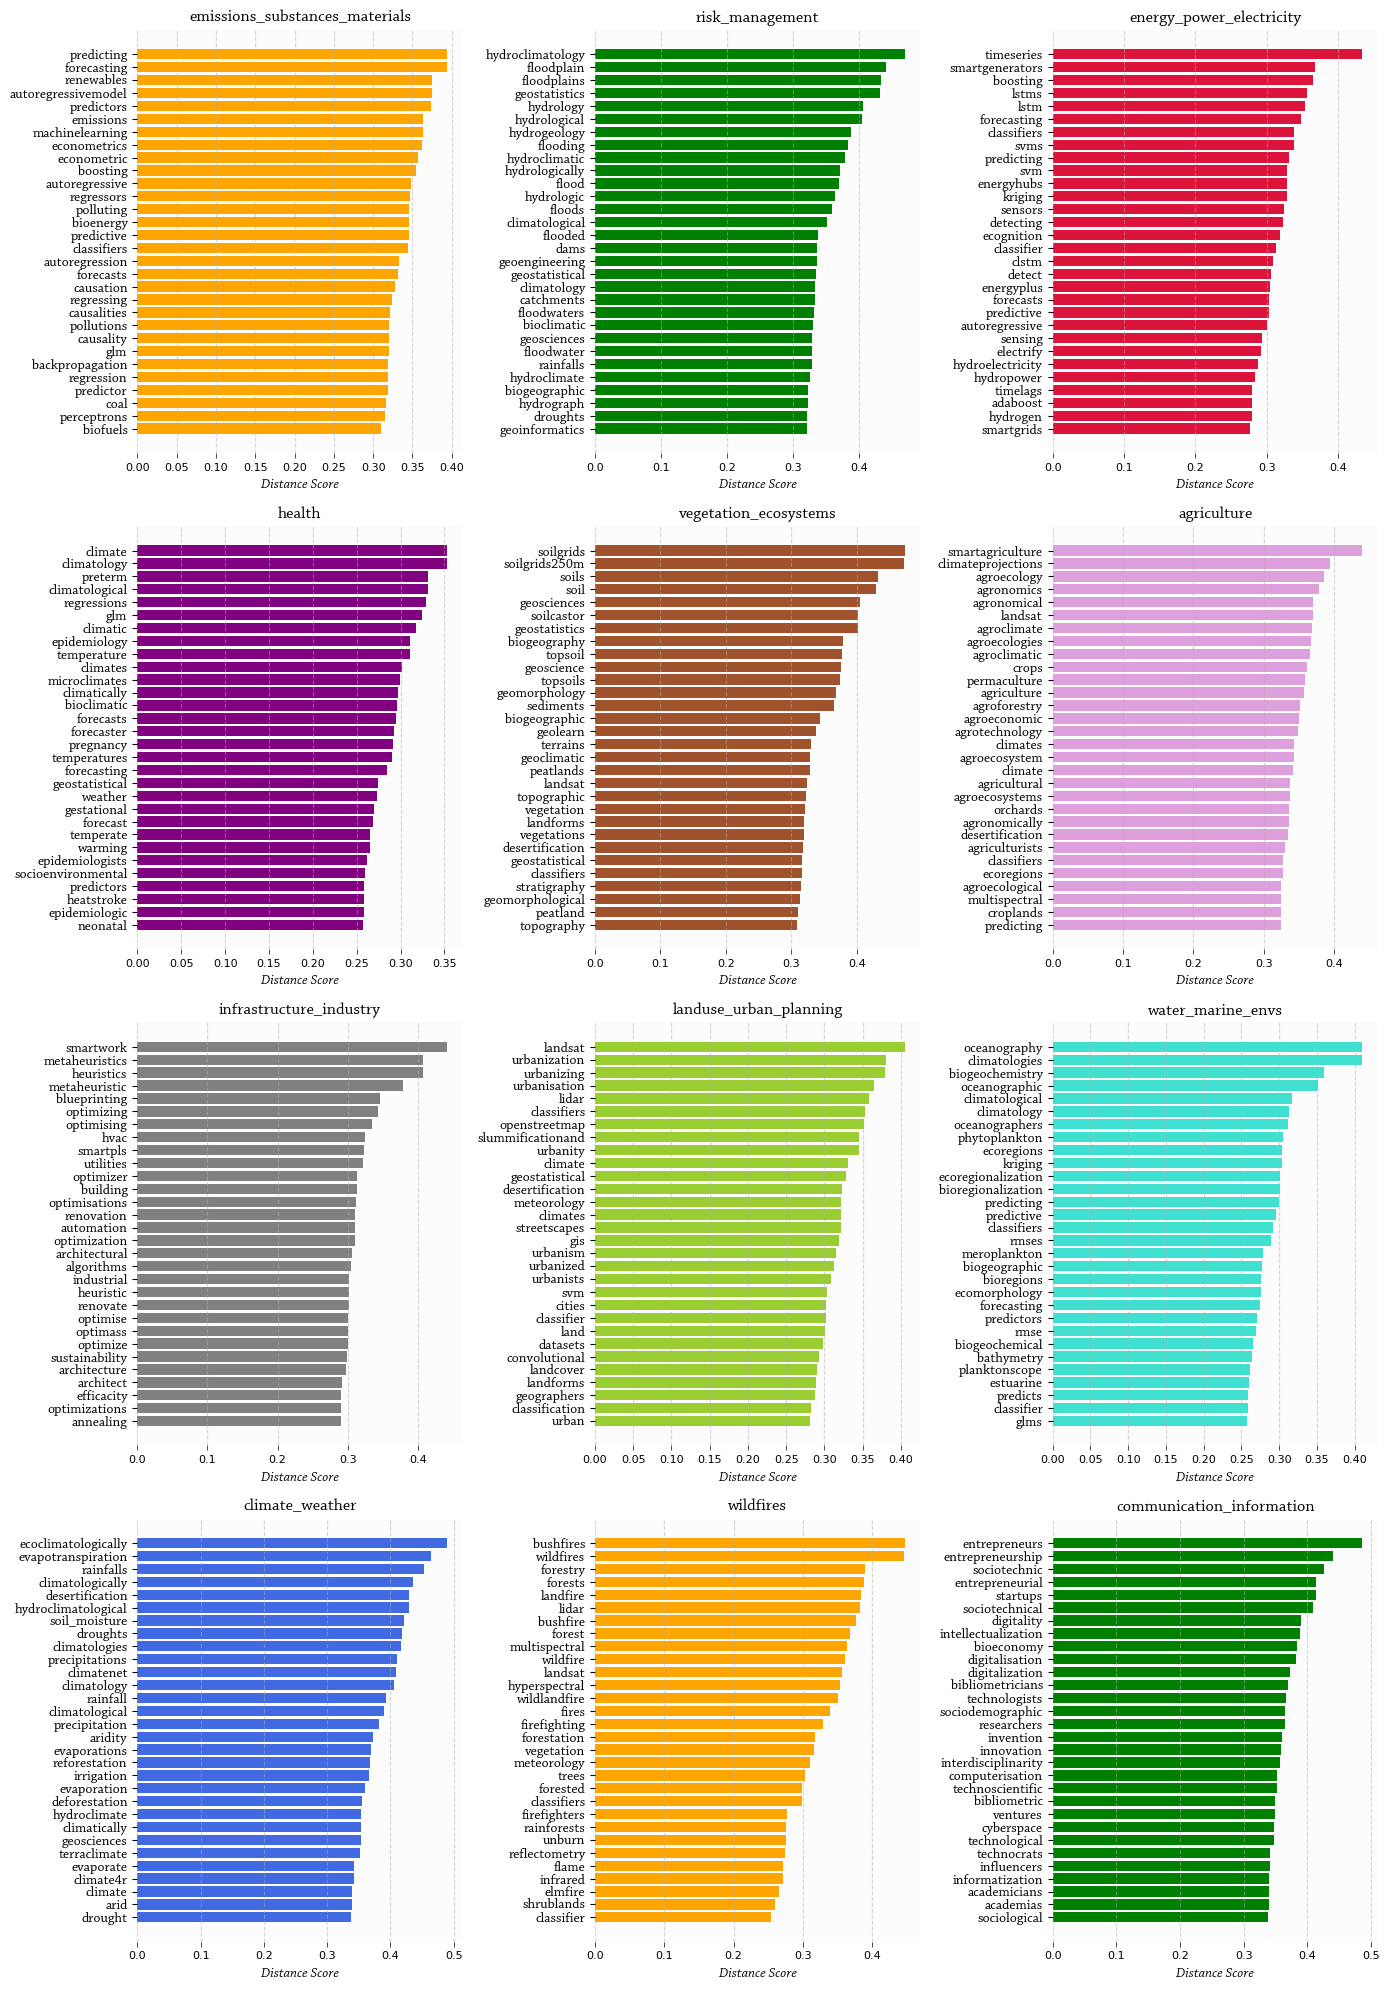 emissions_substances_materials
predicting
forecasting
renewables
autoregressivemodel
predictors
emissions
machinelearning
econometrics
econometric
boosting
autoregressive
regressors
polluting
bioenergy
predictive
classifiers
autoregression
forecasts
causation
regressing
causalities
pollutions
causality
glm
backpropagation
regression
predictor
coal
perceptrons
biofuels
0.00 0.05 0.10 0.15 0.20 0.25 0.30 0.35 0.40
Distance Score
risk_management
hydroclimatology
floodplain
floodplains
geostatistics
hydrology
hydrological
hydrogeology
flooding
hydroclimatic
hydrologically
flood
hydrologic
floods
climatological
flooded
dams
geoengineering
geostatistical
climatology
catchments
floodwaters
bioclimatic
geosciences
floodwater
rainfalls
hydroclimate
biogeographic
hydrograph
droughts
geoinformatics
0.0 0.1 0.2 0.3 0.4
Distance Score
energy_power_electricity
timeseries
smartgenerators
boosting
lstms
lstm
forecasting
classifiers
svms
predicting
svm
energyhubs
kriging
sensors
detecting
ecognition
classifier
clstm
detect
energyplus
forecasts
predictive
autoregressive
sensing
electrify
hydroelectricity
hydropower
timelags
adaboost
hydrogen
smartgrids
0.0 0.1 0.2 0.3 0.4
Distance Score
health
climate
climatology
preterm
climatological
regressions
glm
climatic
epidemiology
temperature
climates
microclimates
climatically
bioclimatic
forecasts
forecaster
pregnancy
temperatures
forecasting
geostatistical
weather
gestational
forecast
temperate
warming
epidemiologists
socioenvironmental
predictors
heatstroke
epidemiologic
neonatal
0.00 0.05 0.10 0.15 0.20 0.25 0.30 0.35
Distance Score
vegetation_ecosystems
soilgrids
soilgrids250m
soils
soil
geosciences
soilcastor
geostatistics
biogeography
topsoil
geoscience
topsoils
geomorphology
sediments
biogeographic
geolearn
terrains
geoclimatic
peatlands
landsat
topographic
vegetation
landforms
vegetations
desertification
geostatistical
classifiers
stratigraphy
geomorphological
peatland
topography
0.0 0.1 0.2 0.3 0.4
Distance Score
agriculture
smartagriculture
climateprojections
agroecology
agronomics
agronomical
landsat
agroclimate
agroecologies
agroclimatic
crops
permaculture
agriculture
agroforestry
agroeconomic
agrotechnology
climates
agroecosystem
climate
agricultural
agroecosystems
orchards
agronomically
desertification
agriculturists
classifiers
ecoregions
agroecological
multispectral
croplands
predicting
0.0 0.1 0.2 0.3 0.4
Distance Score
infrastructure_industry
smartwork
metaheuristics
heuristics
metaheuristic
blueprinting
optimizing
optimising
hvac
smartpls
utilities
optimizer
building
optimisations
renovation
automation
optimization
architectural
algorithms
industrial
heuristic
renovate
optimise
optimass
optimize
sustainability
architecture
architect
efficacity
optimizations
annealing
0.0 0.1 0.2 0.3 0.4
Distance Score
landuse_urban_planning
landsat
urbanization
urbanizing
urbanisation
lidar
classifiers
openstreetmap
slummificationand
urbanity
climate
geostatistical
desertification
meteorology
climates
streetscapes
gis
urbanism
urbanized
urbanists
svm
cities
classifier
land
datasets
convolutional
landcover
landforms
geographers
classification
urban
0.00 0.05 0.10 0.15 0.20 0.25 0.30 0.35 0.40
Distance Score
water_marine_envs
oceanography
climatologies
biogeochemistry
oceanographic
climatological
climatology
oceanographers
phytoplankton
ecoregions
kriging
ecoregionalization
bioregionalization
predicting
predictive
classifiers
rmses
meroplankton
biogeographic
bioregions
ecomorphology
forecasting
predictors
rmse
biogeochemical
bathymetry
planktonscope
estuarine
predicts
classifier
glms
0.00 0.05 0.10 0.15 0.20 0.25 0.30 0.35 0.40
Distance Score
climate_weather
ecoclimatologically
evapotranspiration
rainfalls
climatologically
desertification
hydroclimatological
soil_moisture
droughts
climatologies
precipitations
climatenet
climatology
rainfall
climatological
precipitation
aridity
evaporations
reforestation
irrigation
evaporation
deforestation
hydroclimate
climatically
geosciences
terraclimate
evaporate
climate4r
climate
arid
drought
0.0 0.1 0.2 0.3 0.4 0.5
Distance Score
wildfires
bushfires
wildfires
forestry
forests
landfire
lidar
bushfire
forest
multispectral
wildfire
landsat
hyperspectral
wildlandfire
fires
firefighting
forestation
vegetation
meteorology
trees
forested
classifiers
firefighters
rainforests
unburn
reflectometry
flame
infrared
elmfire
shrublands
classifier
0.0 0.1 0.2 0.3 0.4
Distance Score
communication_information
entrepreneurs
entrepreneurship
sociotechnic
entrepreneurial
startups
sociotechnical
digitality
intellectualization
bioeconomy
digitalisation
digitalization
bibliometricians
technologists
sociodemographic
researchers
invention
innovation
interdisciplinarity
computerisation
technoscientific
bibliometric
ventures
cyberspace
technological
technocrats
influencers
informatization
academicians
academias
sociological
0.0 0.1 0.2 0.3 0.4 0.5
Distance Score